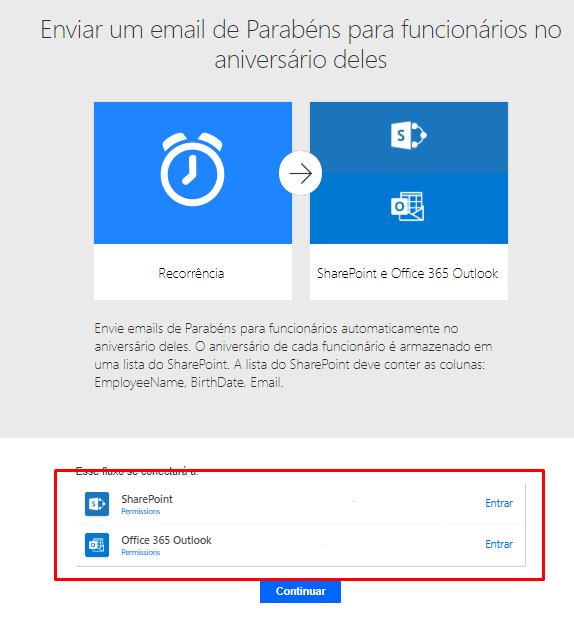 Enviar um email de Parabéns para funcionários no
aniversário deles
Recorrência
SharePoint e Office 365 Outlook
Envie emails de Parabéns para funcionários automaticamente no
aniversário deles. O aniversário de cada funcionário é armazenado em
uma lista do SharePoint. A lista do SharePoint deve conter as colunas:
EmployeeName, BirthDate, Email.
Esse fluxo se conectará a:
SharePoint
Permissions
Entrar
Office 365 Outlook
Permissions
Entrar
Continuar